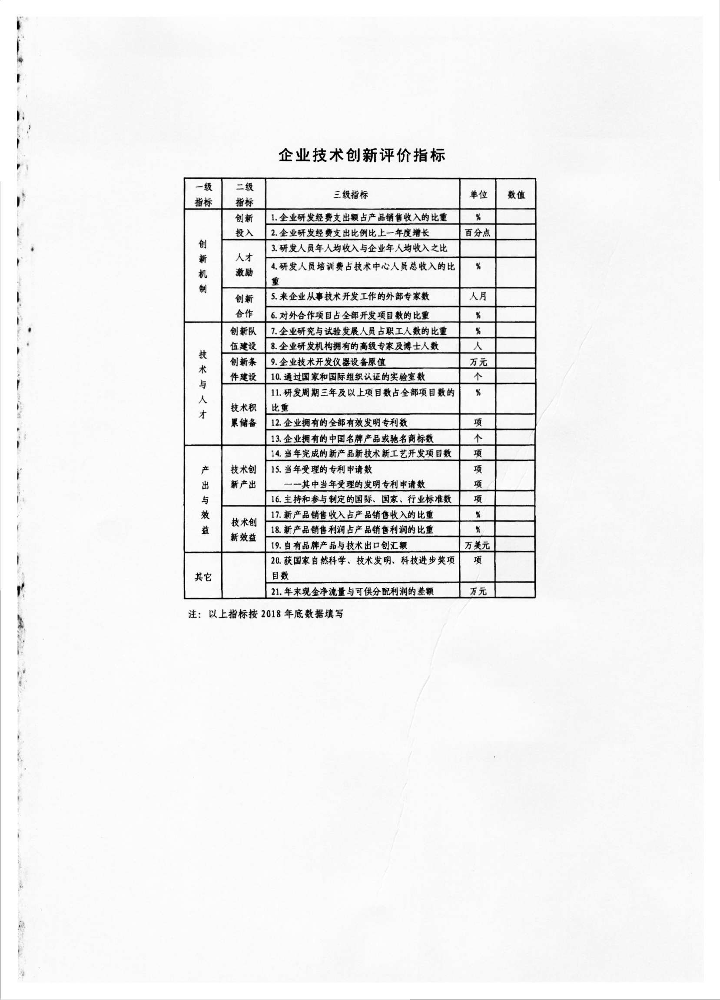 企业技术创新评价指标
一级
指标
二级
指标
三级指标
单位
数值
创
新
机
制
创新
投入
1.企业研发经费支出额占产品销售收入的比重
%
2.企业研发经费支出比例比上一年度增长
百分点
人才
激励
3.研发人员年人均收入与企业年人均收入之比
4.研发人员培训费占技术中心人员总收入的比
重
%
创新
合作
5.来企业从事技术开发工作的外部专家数
人月
6.对外合作项目占全部开发项目数的比重
%
技
术
与
人
才
创新队
伍建设
7.企业研究与试验发展人员占职工人数的比重
%
8.企业研发机构拥有的高级专家及博士人数
人
创新条
件建设
9.企业技术开发仪器设备原值
万元
10.通过国家和国际组织认证的实验室数
个
技术积
累储备
11.研发周期三年及以上项目数占全部项目数的
比重
%
12.企业拥有的全部有效发明专利数
项
13.企业拥有的中国名牌产品或驰名商标数
个
产
出
与
效
益
技术创
新产出
14.当年完成的新产品新技术新工艺开发项目数
项
15.当年受理的专利申请数
项
——其中当年受理的发明专利申请数
项
16.主持和参与制定的国际、国家、行业标准数
项
技术创
新效益
17.新产品销售收入占产品销售收入的比重
%
18.新产品销售利润占产品销售利润的比重
%
19.自有品牌产品与技术出口创汇额
万美元
其它
20.获国家自然科学、技术发明、科技进步奖项
目数
项
21.年末现金净流量与可供分配利润的差额
万元
注：以上指标按 2018 年底数据填写